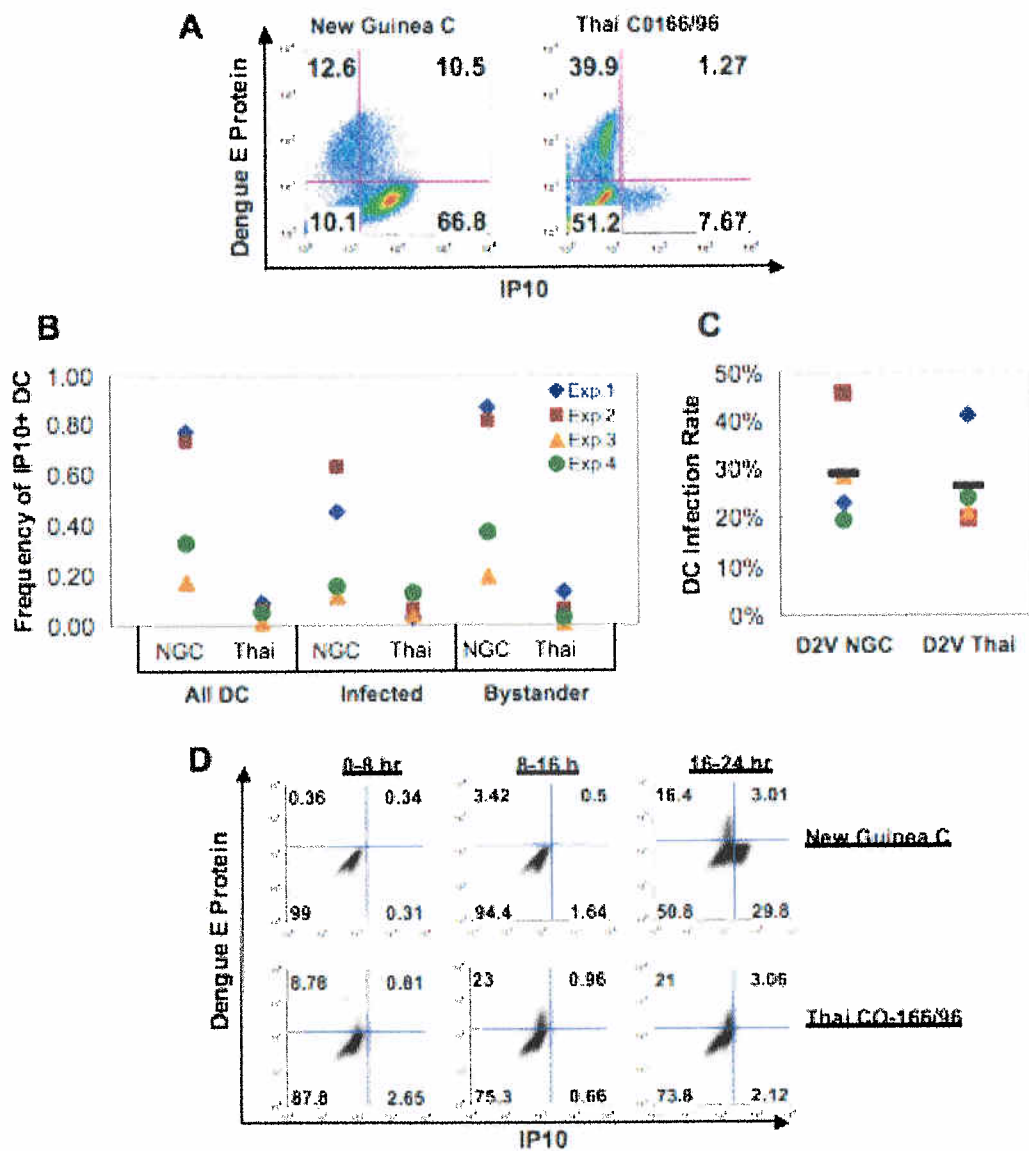 A
New Guinea C
Thai C0166/96
Dengue E Protein
12.6 10.5
10.1 66.8
39.9 1.27
51.2 7.67
IP10
B
Frequency of IP10+ DC
1.00
0.80
0.60
0.40
0.20
0.00
Exp.1
Exp.2
Exp.3
Exp.4
NGC Thai NGC Thai NGC Thai
All DC Infected Bystander
C
DC Infection Rate
50%
40%
30%
20%
10%
0%
D2V NGC D2V Thai
D
0-8 hr 8-16 h 16-24 hr
Dengue E Protein
0.36 0.34 3.42 0.5 16.4 3.01
New Guinea C
99 0.31 94.4 1.64 50.8 29.8
8.78 0.81 23 0.96 21 3.06
Thai CO-166/96
87.8 2.65 75.3 0.66 73.8 2.12
IP10